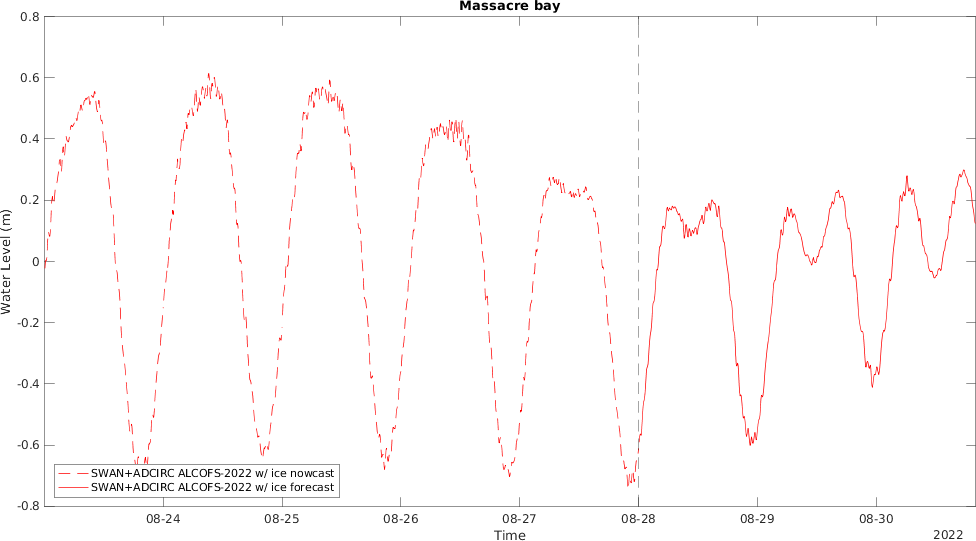 Massacre bay
0.8
0.6
0.4
0.2
0
-0.2
-0.4
-0.6
-0.8
Water Level (m)
SWAN+ADCIRC ALCOFS-2022 w/ ice nowcast
SWAN+ADCIRC ALCOFS-2022 w/ ice forecast
08-24 08-25 08-26 08-27 08-28 08-29 08-30
Time
2022